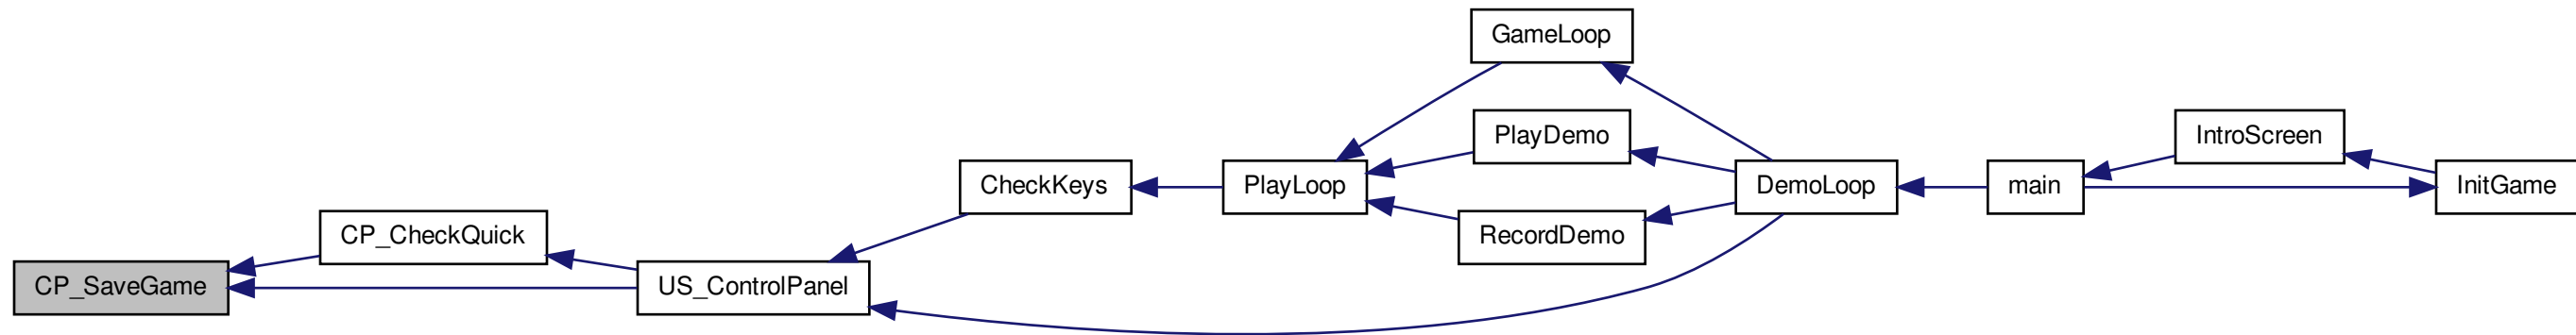 GameLoop
PlayDemo
IntroScreen
CheckKeys
PlayLoop
DemoLoop
main
InitGame
CP_CheckQuick
RecordDemo
CP_SaveGame
US_ControlPanel